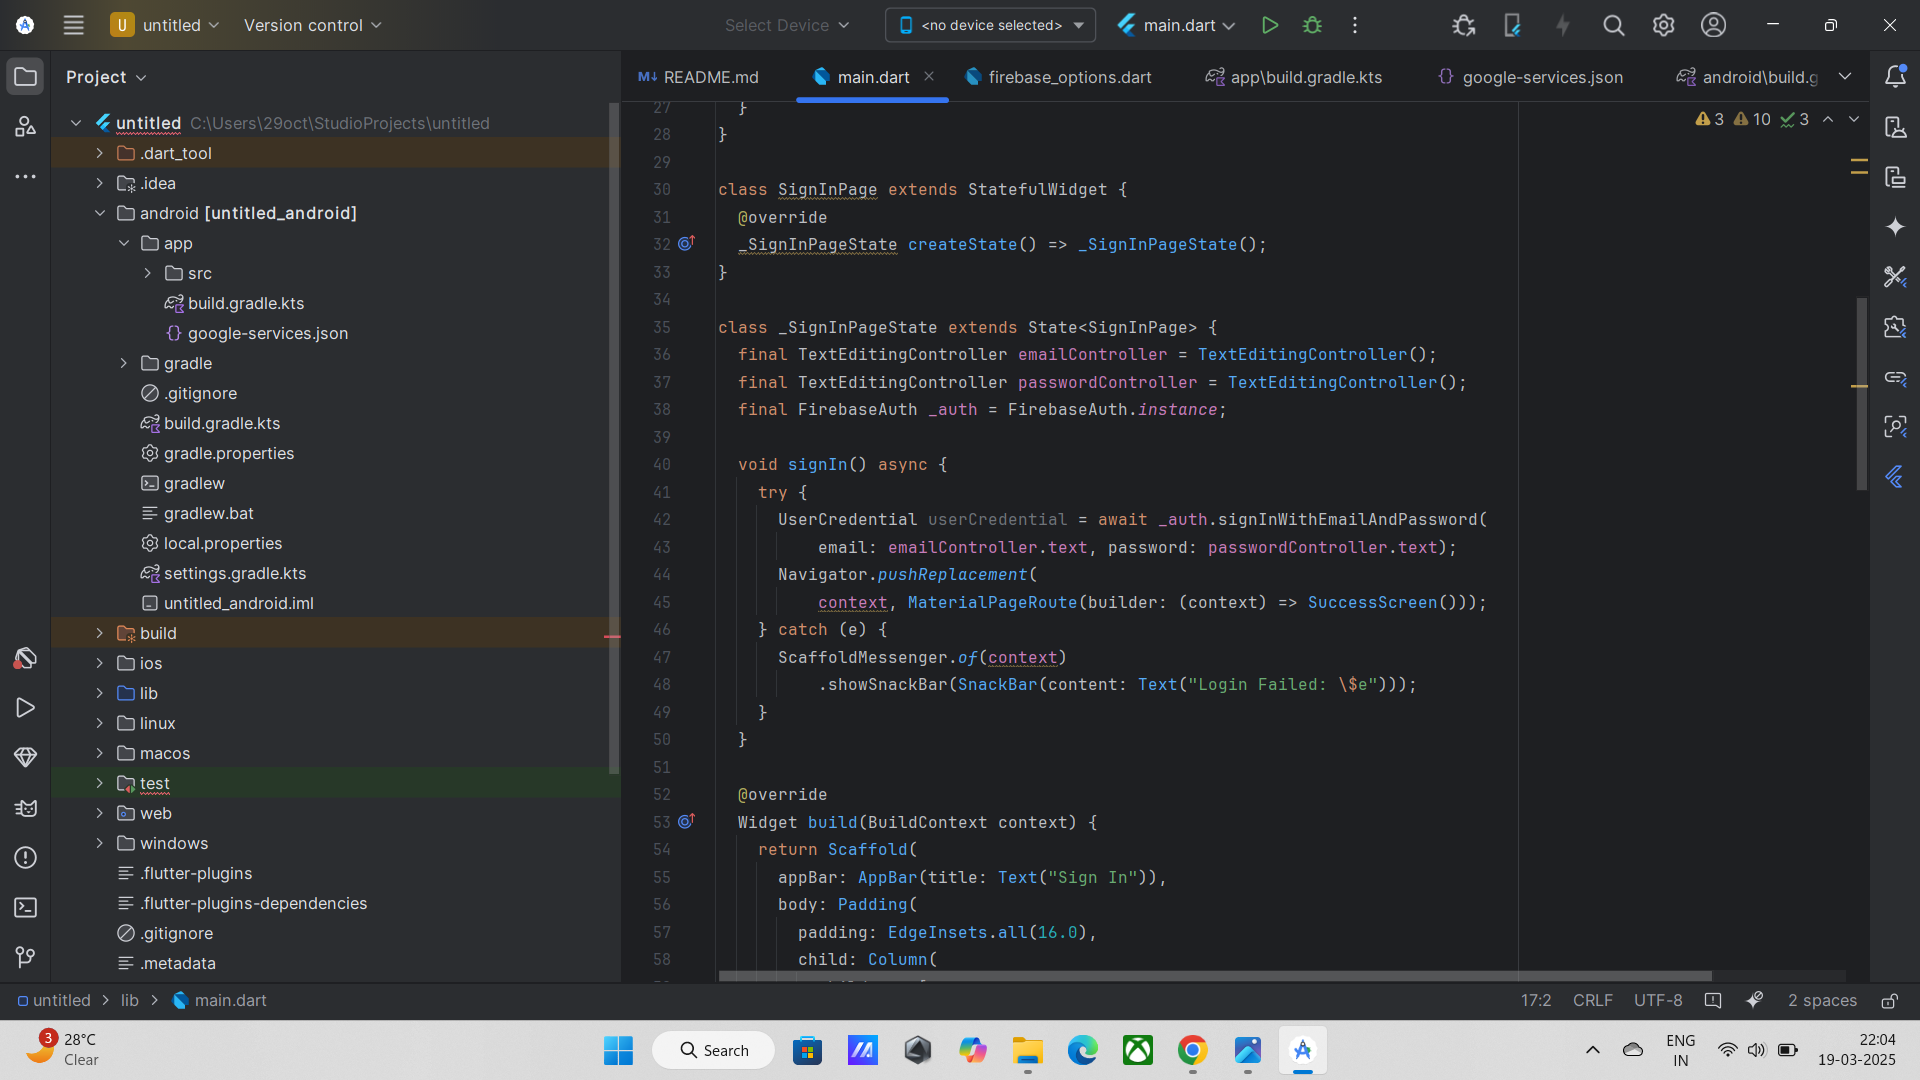 U untitled Version control Select Device <no device selected> main.dart
Project
README.md main.dart firebase_options.dart app\build.gradle.kts google-services.json android\build.g
untitled C:\Users\29oct\StudioProjects\untitled
.dart_tool
.idea
android [untitled_android]
app
src
build.gradle.kts
google-services.json
gradle
.gitignore
build.gradle.kts
gradle.properties
gradlew
gradlew.bat
local.properties
settings.gradle.kts
untitled_android.iml
build
ios
lib
linux
macos
test
web
windows
.flutter-plugins
.flutter-plugins-dependencies
.gitignore
.metadata
3 10 3
27 }
28 }
29
30 class SignInPage extends StatefulWidget {
31 @override
32 _SignInPageState createState() => _SignInPageState();
33 }
34
35 class _SignInPageState extends State<SignInPage> {
36 final TextEditingController emailController = TextEditingController();
37 final TextEditingController passwordController = TextEditingController();
38 final FirebaseAuth _auth = FirebaseAuth.instance;
39
40 void signIn() async {
41 try {
42 UserCredential userCredential = await _auth.signInWithEmailAndPassword(
43 email: emailController.text, password: passwordController.text);
44 Navigator.pushReplacement(
45 context, MaterialPageRoute(builder: (context) => SuccessScreen()));
46 } catch (e) {
47 ScaffoldMessenger.of(context)
48 .showSnackBar(SnackBar(content: Text("Login Failed: \$e")));
49 }
50 }
51
52 @override
53 Widget build(BuildContext context) {
54 return Scaffold(
55 appBar: AppBar(title: Text("Sign In")),
56 body: Padding(
57 padding: EdgeInsets.all(16.0),
58 child: Column(
untitled > lib > main.dart 17:2 CRLF UTF-8 2 spaces
3 28°C
Clear
Search
ENG
IN
22:04
19-03-2025